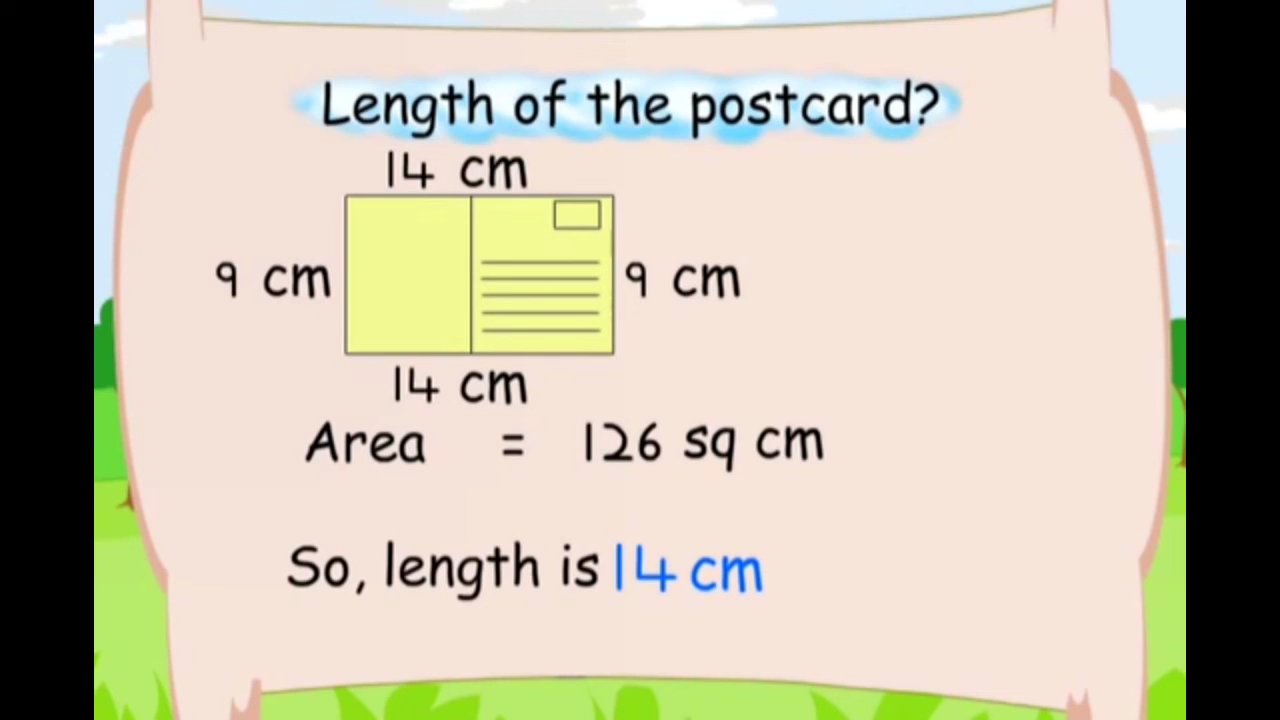 Length of the postcard?
14 cm
9 cm
9 cm
14 cm
Area = 126 sq cm
So, length is 14 cm